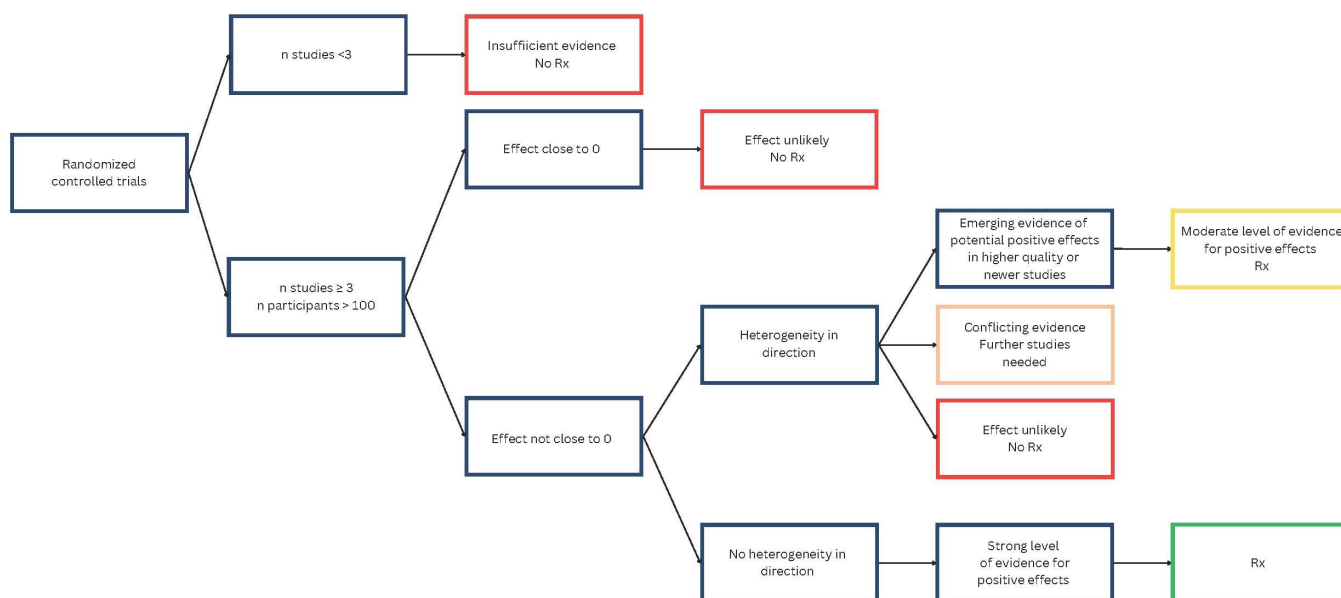 n studies <3
Insuffiicient evidence
No Rx
Randomized
controlled trials
Effect close to 0
Effect unlikely
No Rx
n studies ≥ 3
n participants > 100
Emerging evidence of
potential positive effects
in higher quality or
newer studies
Moderate level of evidence
for positive effects
Rx
Heterogeneity in
direction
Conflicting evidence
Further studies
needed
Effect not close to 0
Effect unlikely
No Rx
No heterogeneity in
direction
Strong level
of evidence for
positive effects
Rx